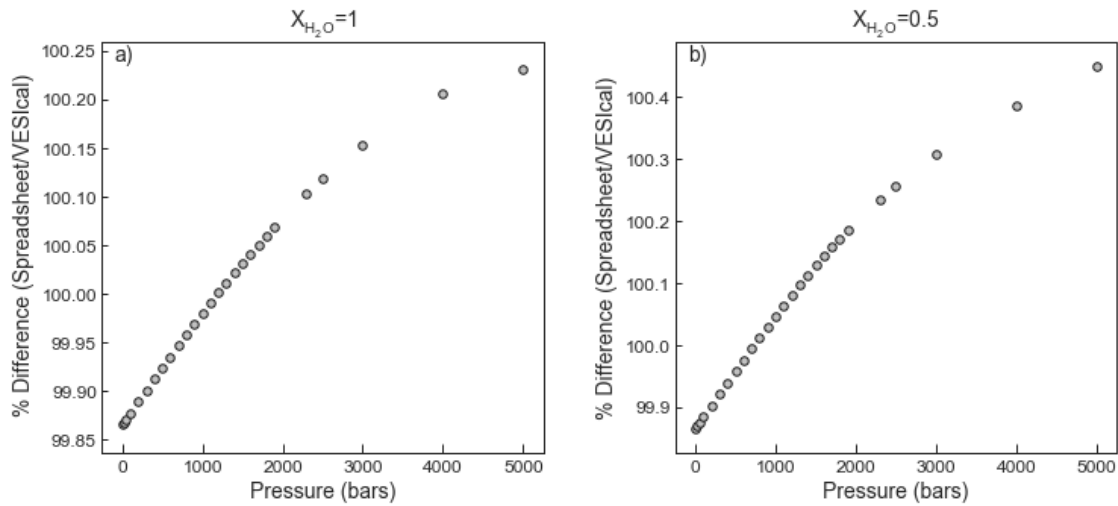 X_H₂O=1
a)
% Difference (Spreadsheet/VESIcal)
100.25
100.20
100.15
100.10
100.05
100.00
99.95
99.90
99.85
0 1000 2000 3000 4000 5000
Pressure (bars)
X_H₂O=0.5
b)
% Difference (Spreadsheet/VESIcal)
100.4
100.3
100.2
100.1
100.0
99.9
0 1000 2000 3000 4000 5000
Pressure (bars)